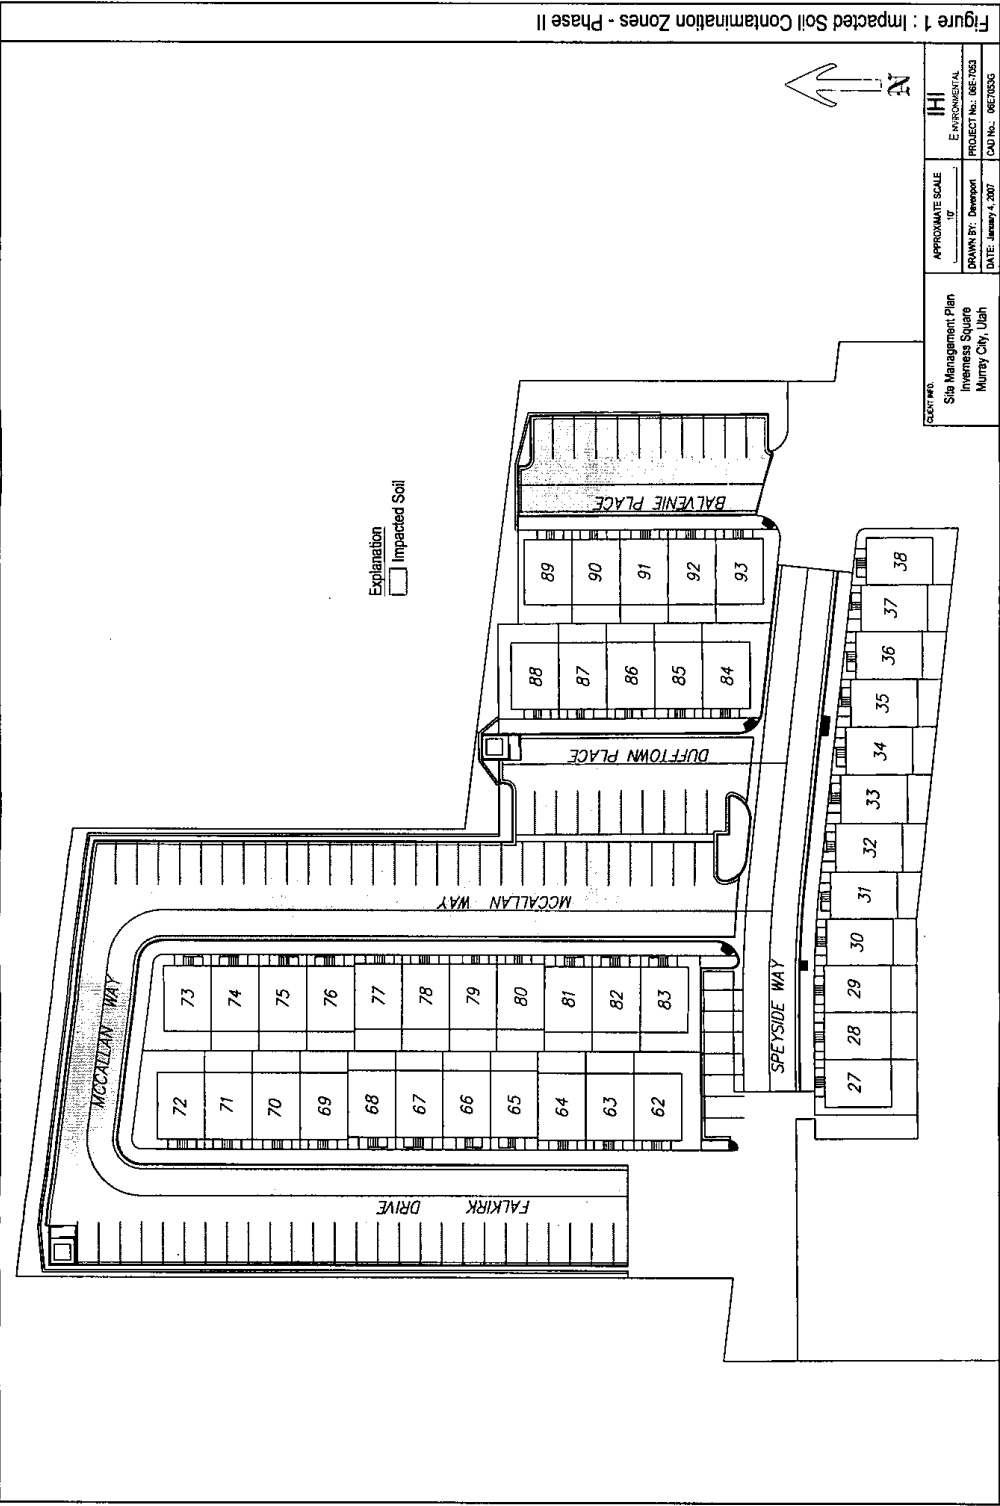 Figure 1 : Impacted Soil Contamination Zones - Phase II
N
IHI
ENVIRONMENTAL
PROJECT No.: 06E-7053
CAD No.: 06E7053G
APPROXIMATE SCALE
10'
DRAWN BY: Davenport
DATE: January 4, 2007
CLIENT INFO.
Site Management Plan
Inverness Square
Murray City, Utah
Explanation
Impacted Soil
BALVENIE PLACE
89
90
91
92
93
88
87
86
85
84
DUFFTOWN PLACE
MCCALLAN WAY
MCCALLAN WAY
73
74
75
76
77
78
79
80
81
82
83
72
71
70
69
68
67
66
65
64
63
62
FALKIRK DRIVE
SPEYSIDE WAY
38
37
36
35
34
33
32
31
30
29
28
27